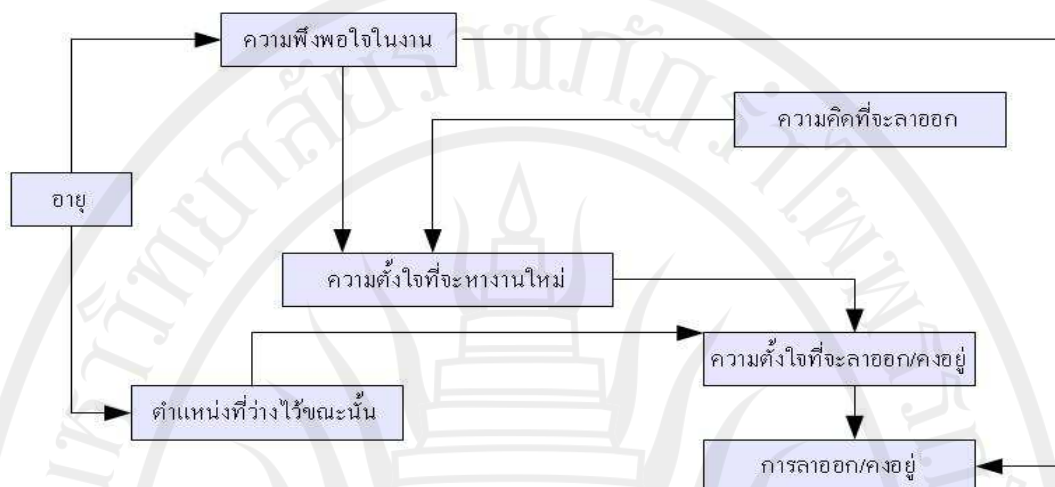 ความพึงพอใจในงาน
ความคิดที่จะลาออก
อายุ
ความตั้งใจที่จะหางานใหม่
ความตั้งใจที่จะลาออก/คงอยู่
ตำแหน่งที่ว่างไว้ขณะนั้น
การลาออก/คงอยู่